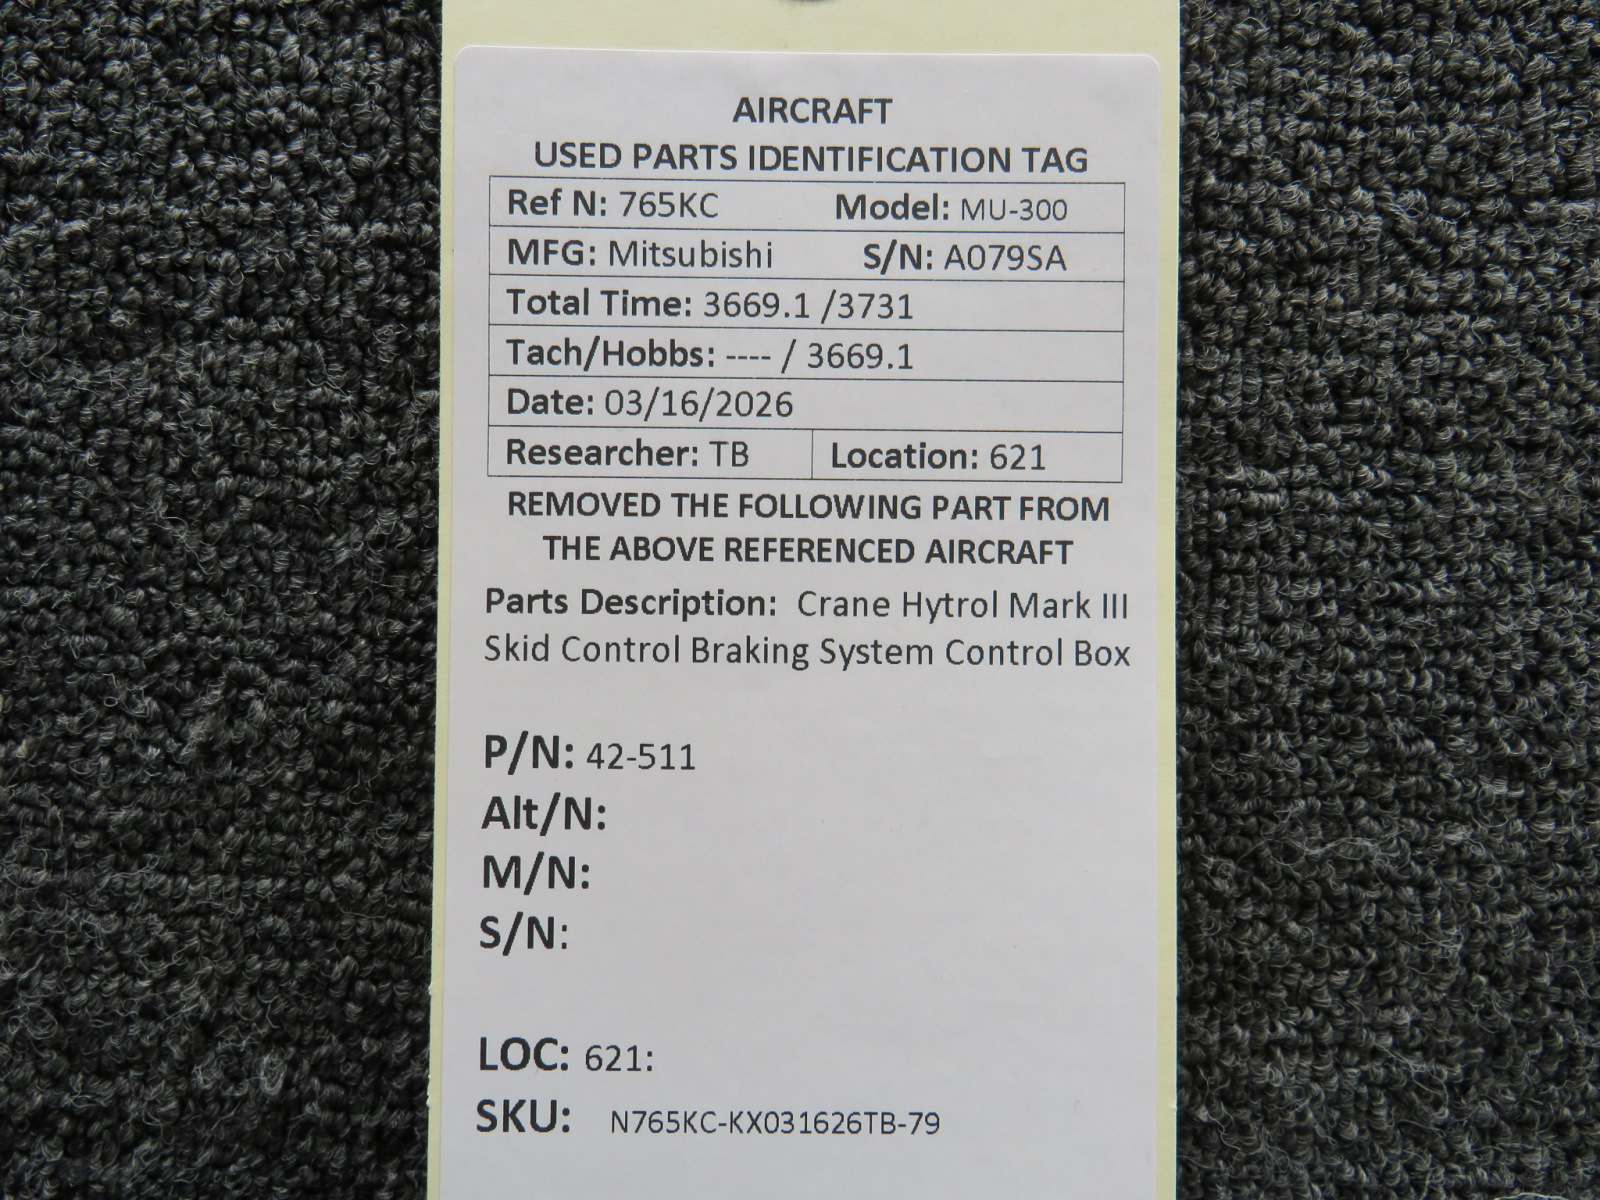 AIRCRAFT
USED PARTS IDENTIFICATION TAG
Ref N: 765KC Model: MU-300
MFG: Mitsubishi S/N: A079SA
Total Time: 3669.1 /3731
Tach/Hobbs: ---- / 3669.1
Date: 03/16/2026
Researcher: TB Location: 621
REMOVED THE FOLLOWING PART FROM
THE ABOVE REFERENCED AIRCRAFT
Parts Description: Crane Hytrol Mark III
Skid Control Braking System Control Box
P/N: 42-511
Alt/N:
M/N:
S/N:
LOC: 621:
SKU: N765KC-KX031626TB-79